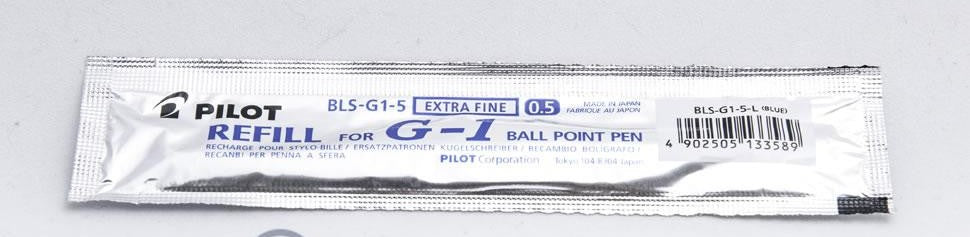 PILOT
BLS-G1-5 EXTRA FINE 0.5 MADE IN JAPAN
FABRIQUE AU JAPON
REFILL FOR G-1 BALL POINT PEN
RECHARGE POUR STYLO-BILLE / ERSATZPATRONEN KUGELSCHREIBER / RECAMBIO BOLIGRAFO /
RECANBI PER PENNA A SFERA
PILOT Corporation Tokyo 104-8304 Japan
BLS-G1-5-L (BLUE)
4 902505 133589